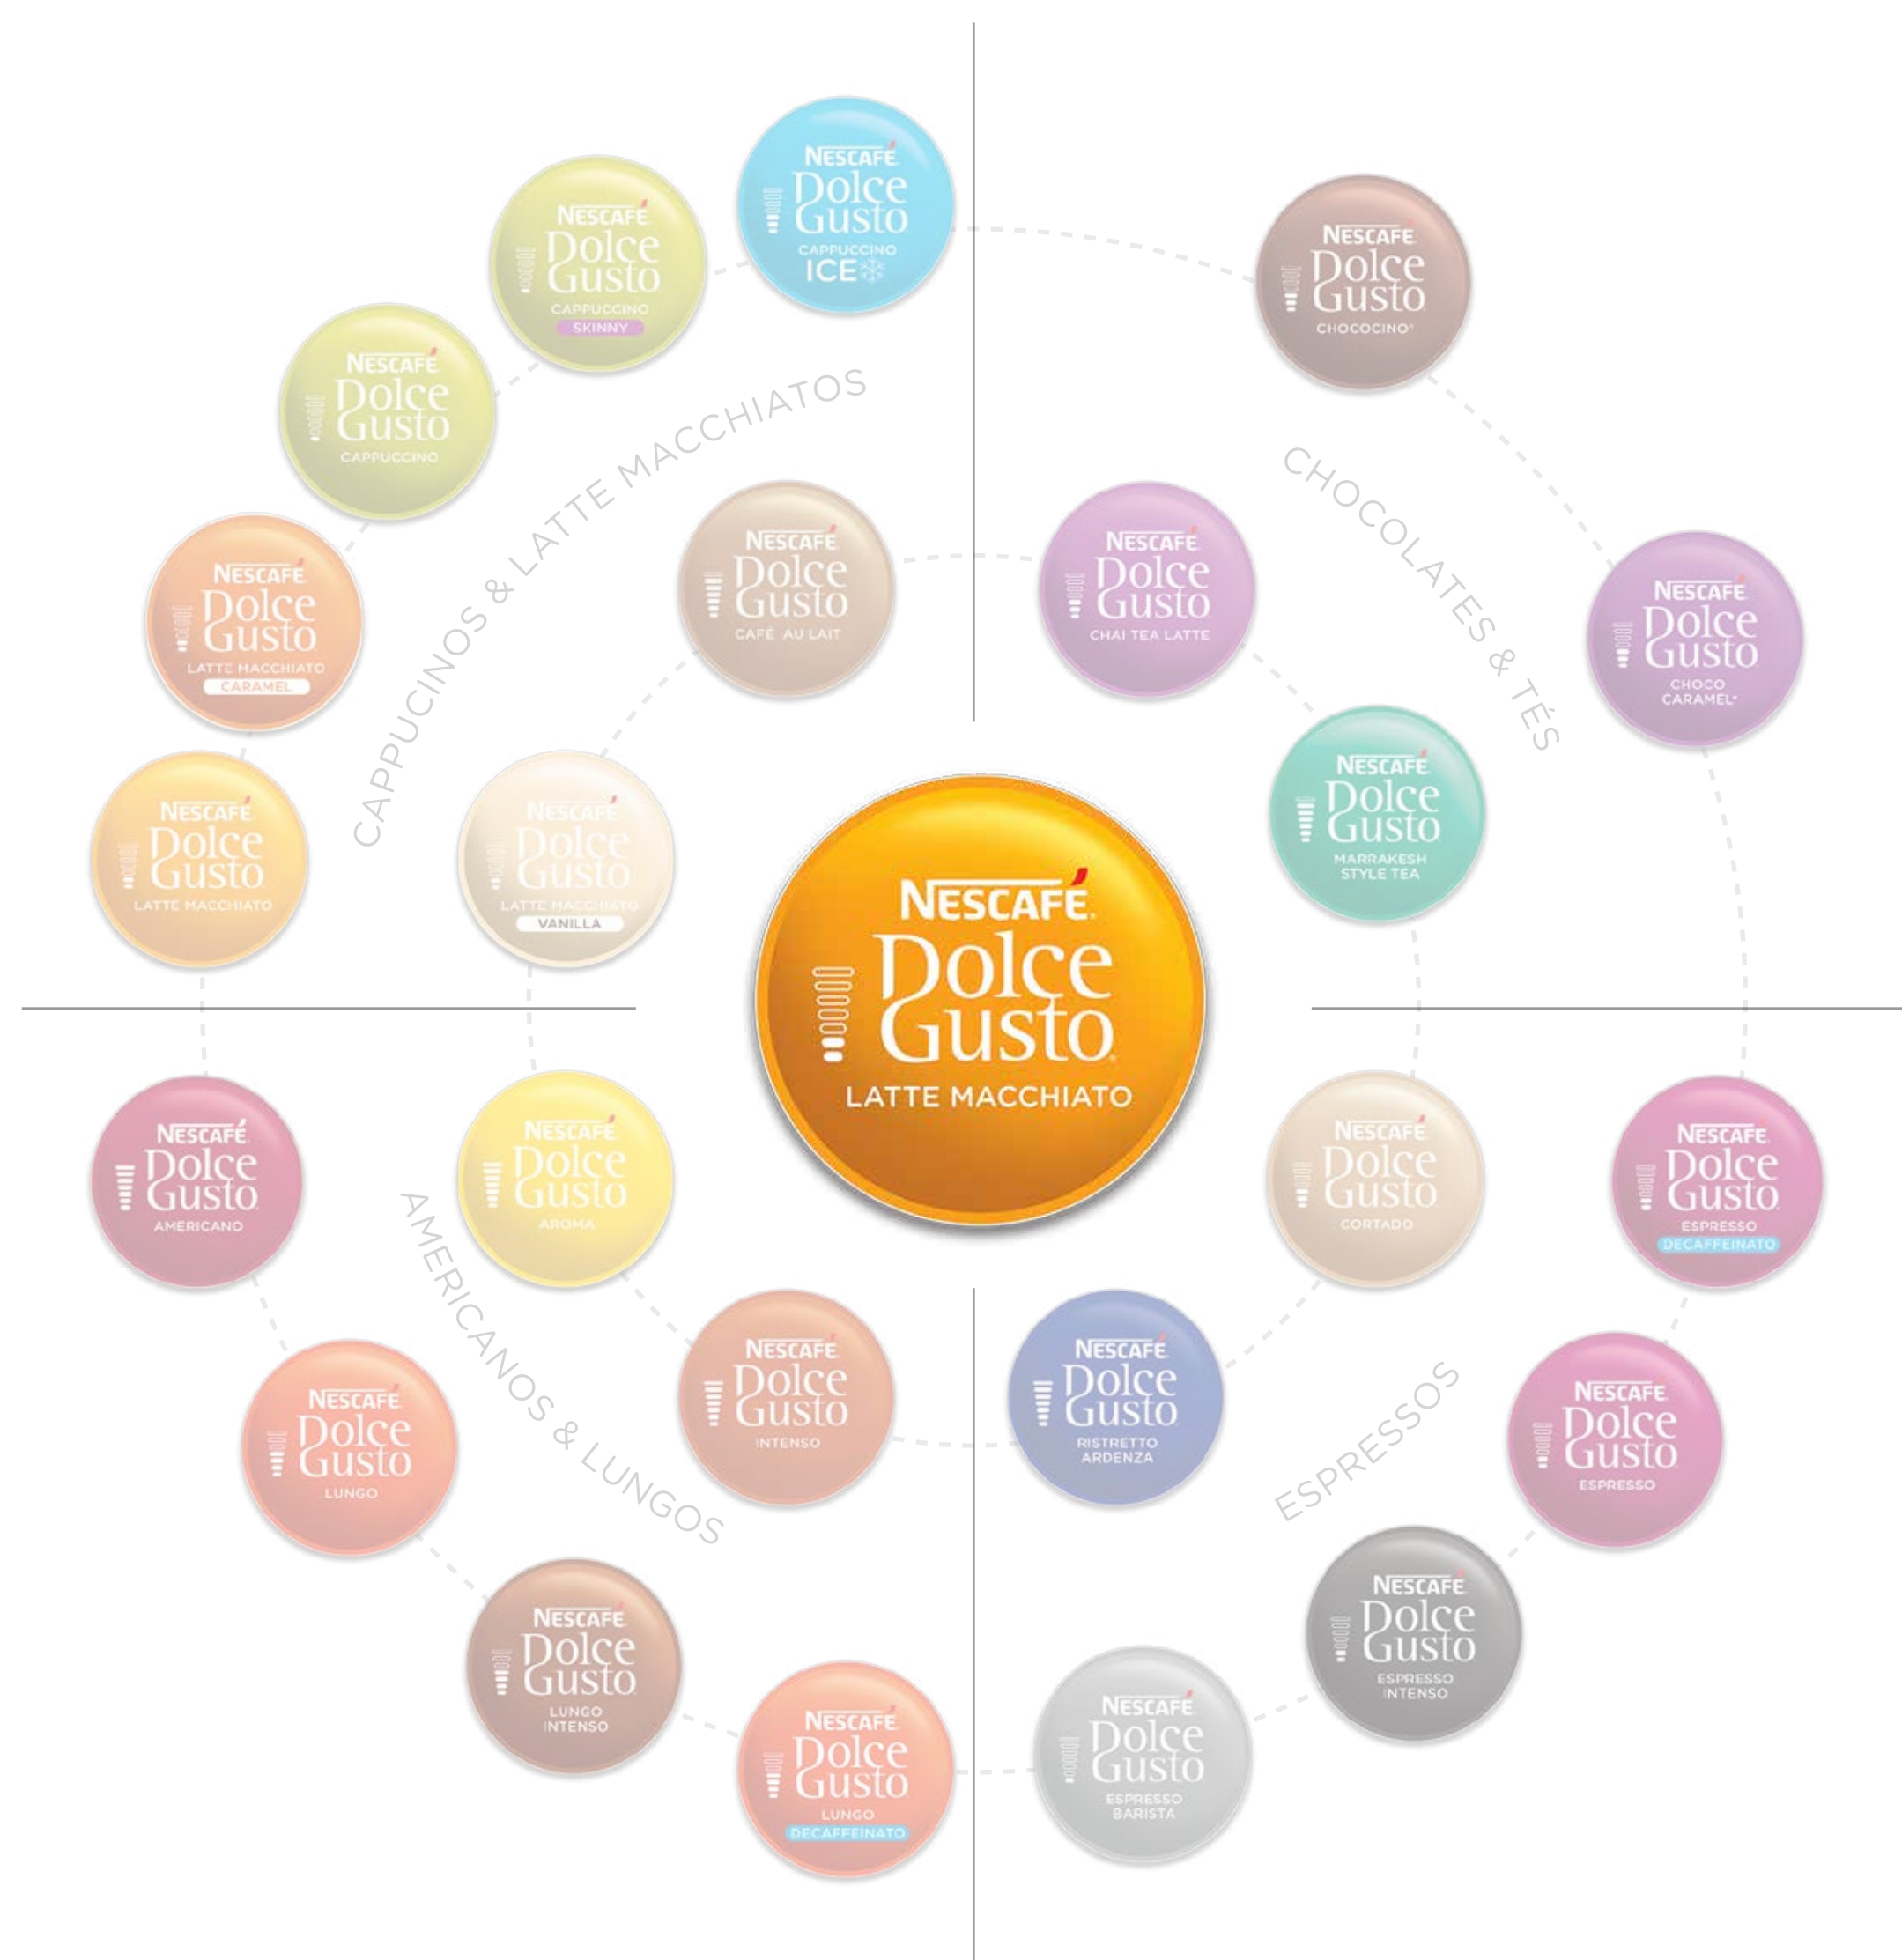 NESCAFÉ
Dolce
Gusto
CAPPUCCINO
ICE
NESCAFÉ
Dolce
Gusto
CAPPUCCINO
SKINNY
NESCAFÉ
Dolce
Gusto
CAPPUCCINO
NESCAFÉ
Dolce
Gusto
LATTE MACCHIATO
CARAMEL
NESCAFÉ
Dolce
Gusto
LATTE MACCHIATO
CAPPUCINOS & LATTE MACCHIATOS
NESCAFÉ
Dolce
Gusto
CAFÉ AU LAIT
NESCAFÉ
Dolce
Gusto
LATTE MACCHIATO
VANILLA
NESCAFÉ
Dolce
Gusto
CHOCOCINO*
NESCAFÉ
Dolce
Gusto
CHOCO
CARAMEL*
CHOCOLATES & TÉS
NESCAFÉ
Dolce
Gusto
CHAI TEA LATTE
NESCAFÉ
Dolce
Gusto
MARRAKESH
STYLE TEA
NESCAFÉ.
Dolce
Gusto
LATTE MACCHIATO
NESCAFÉ
Dolce
Gusto
AMERICANO
NESCAFÉ
Dolce
Gusto
AROMA
NESCAFÉ
Dolce
Gusto
INTENSO
AMERICANOS & LUNGOS
NESCAFÉ
Dolce
Gusto
LUNGO
NESCAFÉ
Dolce
Gusto
LUNGO
INTENSO
NESCAFÉ
Dolce
Gusto
LUNGO
DECAFFEINATO
NESCAFÉ
Dolce
Gusto
CORTADO
NESCAFÉ
Dolce
Gusto
ESPRESSO
DECAFFEINATO
NESCAFÉ
Dolce
Gusto
RISTRETTO
ARDENZA
ESPRESSOS
NESCAFÉ
Dolce
Gusto
ESPRESSO
NESCAFÉ
Dolce
Gusto
ESPRESSO
INTENSO
NESCAFÉ
Dolce
Gusto
ESPRESSO
BARISTA